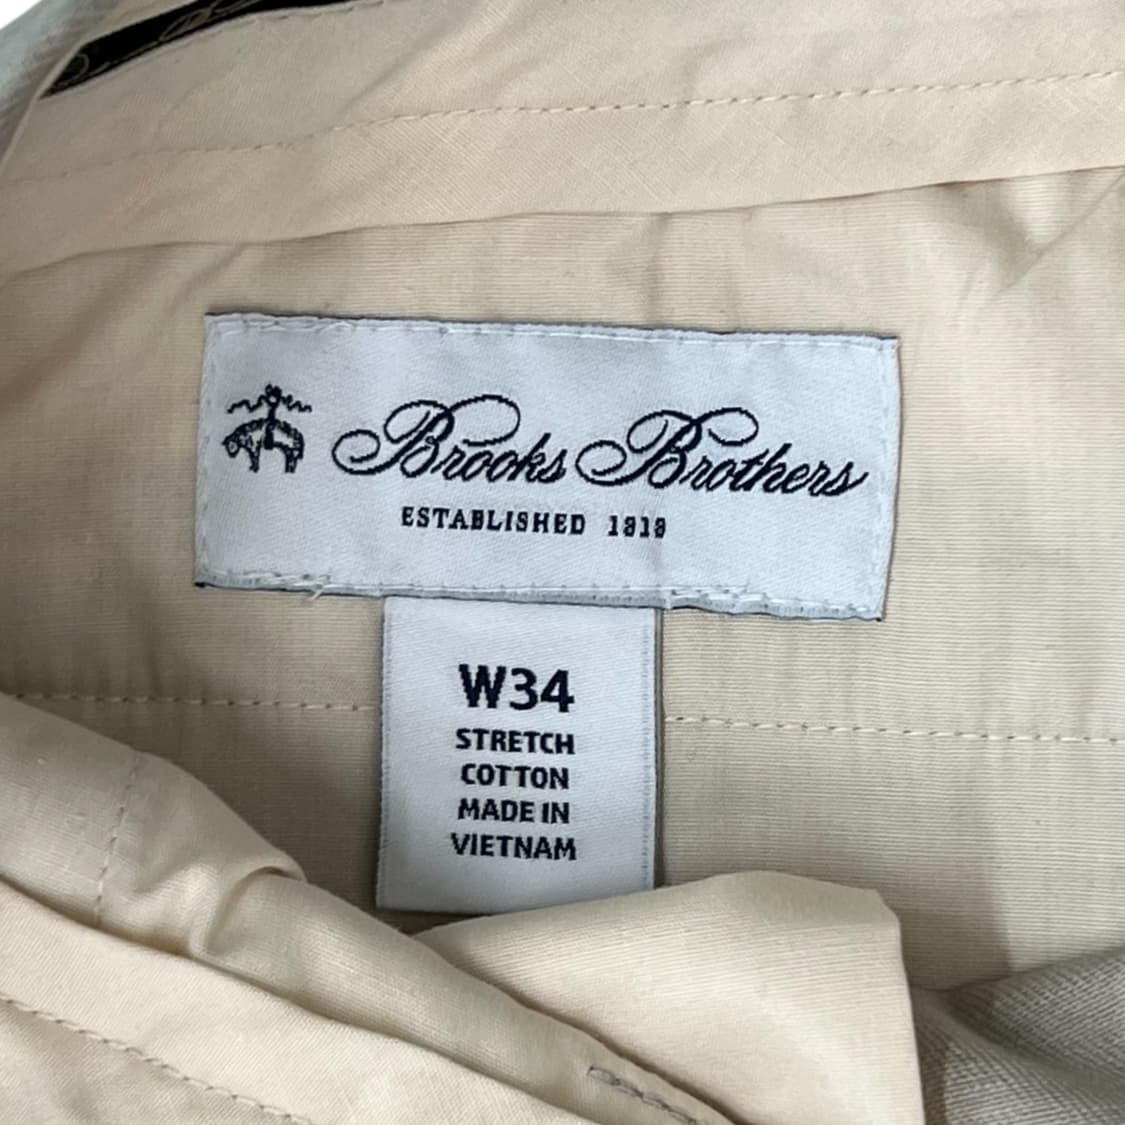 Brooks Brothers
ESTABLISHED 1818
W34
STRETCH
COTTON
MADE IN
VIETNAM